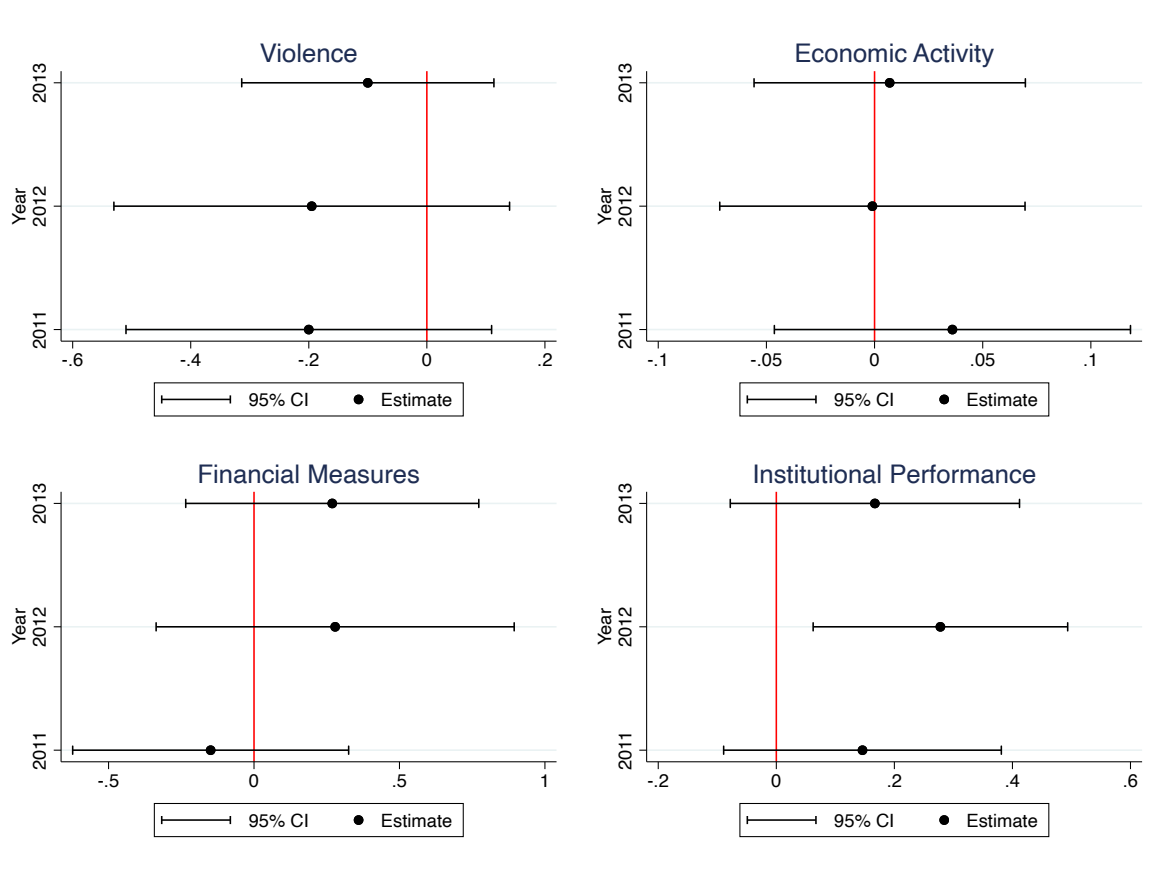 Violence
Year
2013
2012
2011
-.6 -.4 -.2 0 .2
95% CI Estimate
Economic Activity
Year
2013
2012
2011
-.1 -.05 0 .05 .1
95% CI Estimate
Financial Measures
Year
2013
2012
2011
-.5 0 .5 1
95% CI Estimate
Institutional Performance
Year
2013
2012
2011
-.2 0 .2 .4 .6
95% CI Estimate